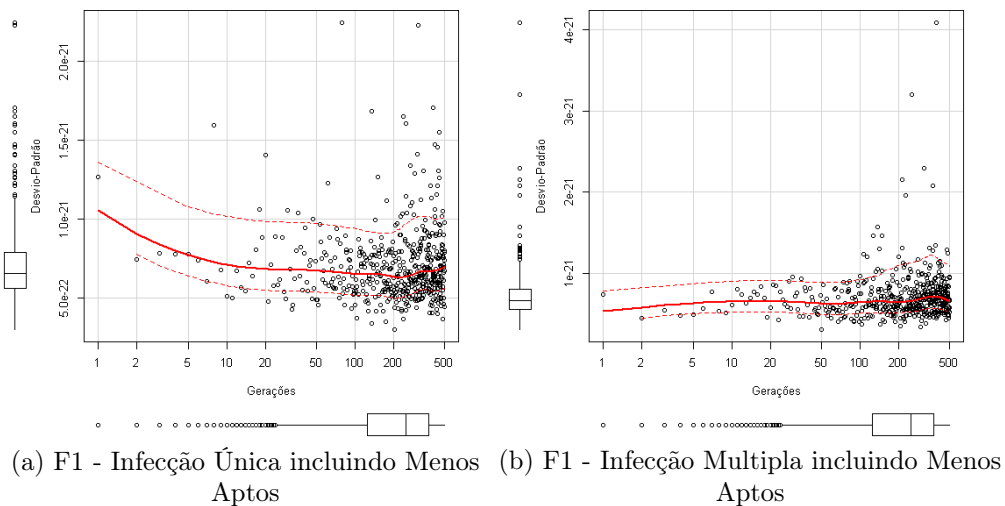 2.0e-21
1.5e-21
1.0e-21
5.0e-22
Desvio-Padrão
1 2 5 10 20 50 100 200 500
Gerações
4e-21
3e-21
2e-21
1e-21
Desvio-Padrão
1 2 5 10 20 50 100 200 500
Gerações
(a) F1 - Infecção Única incluindo Menos
Aptos
(b) F1 - Infecção Multipla incluindo Menos
Aptos